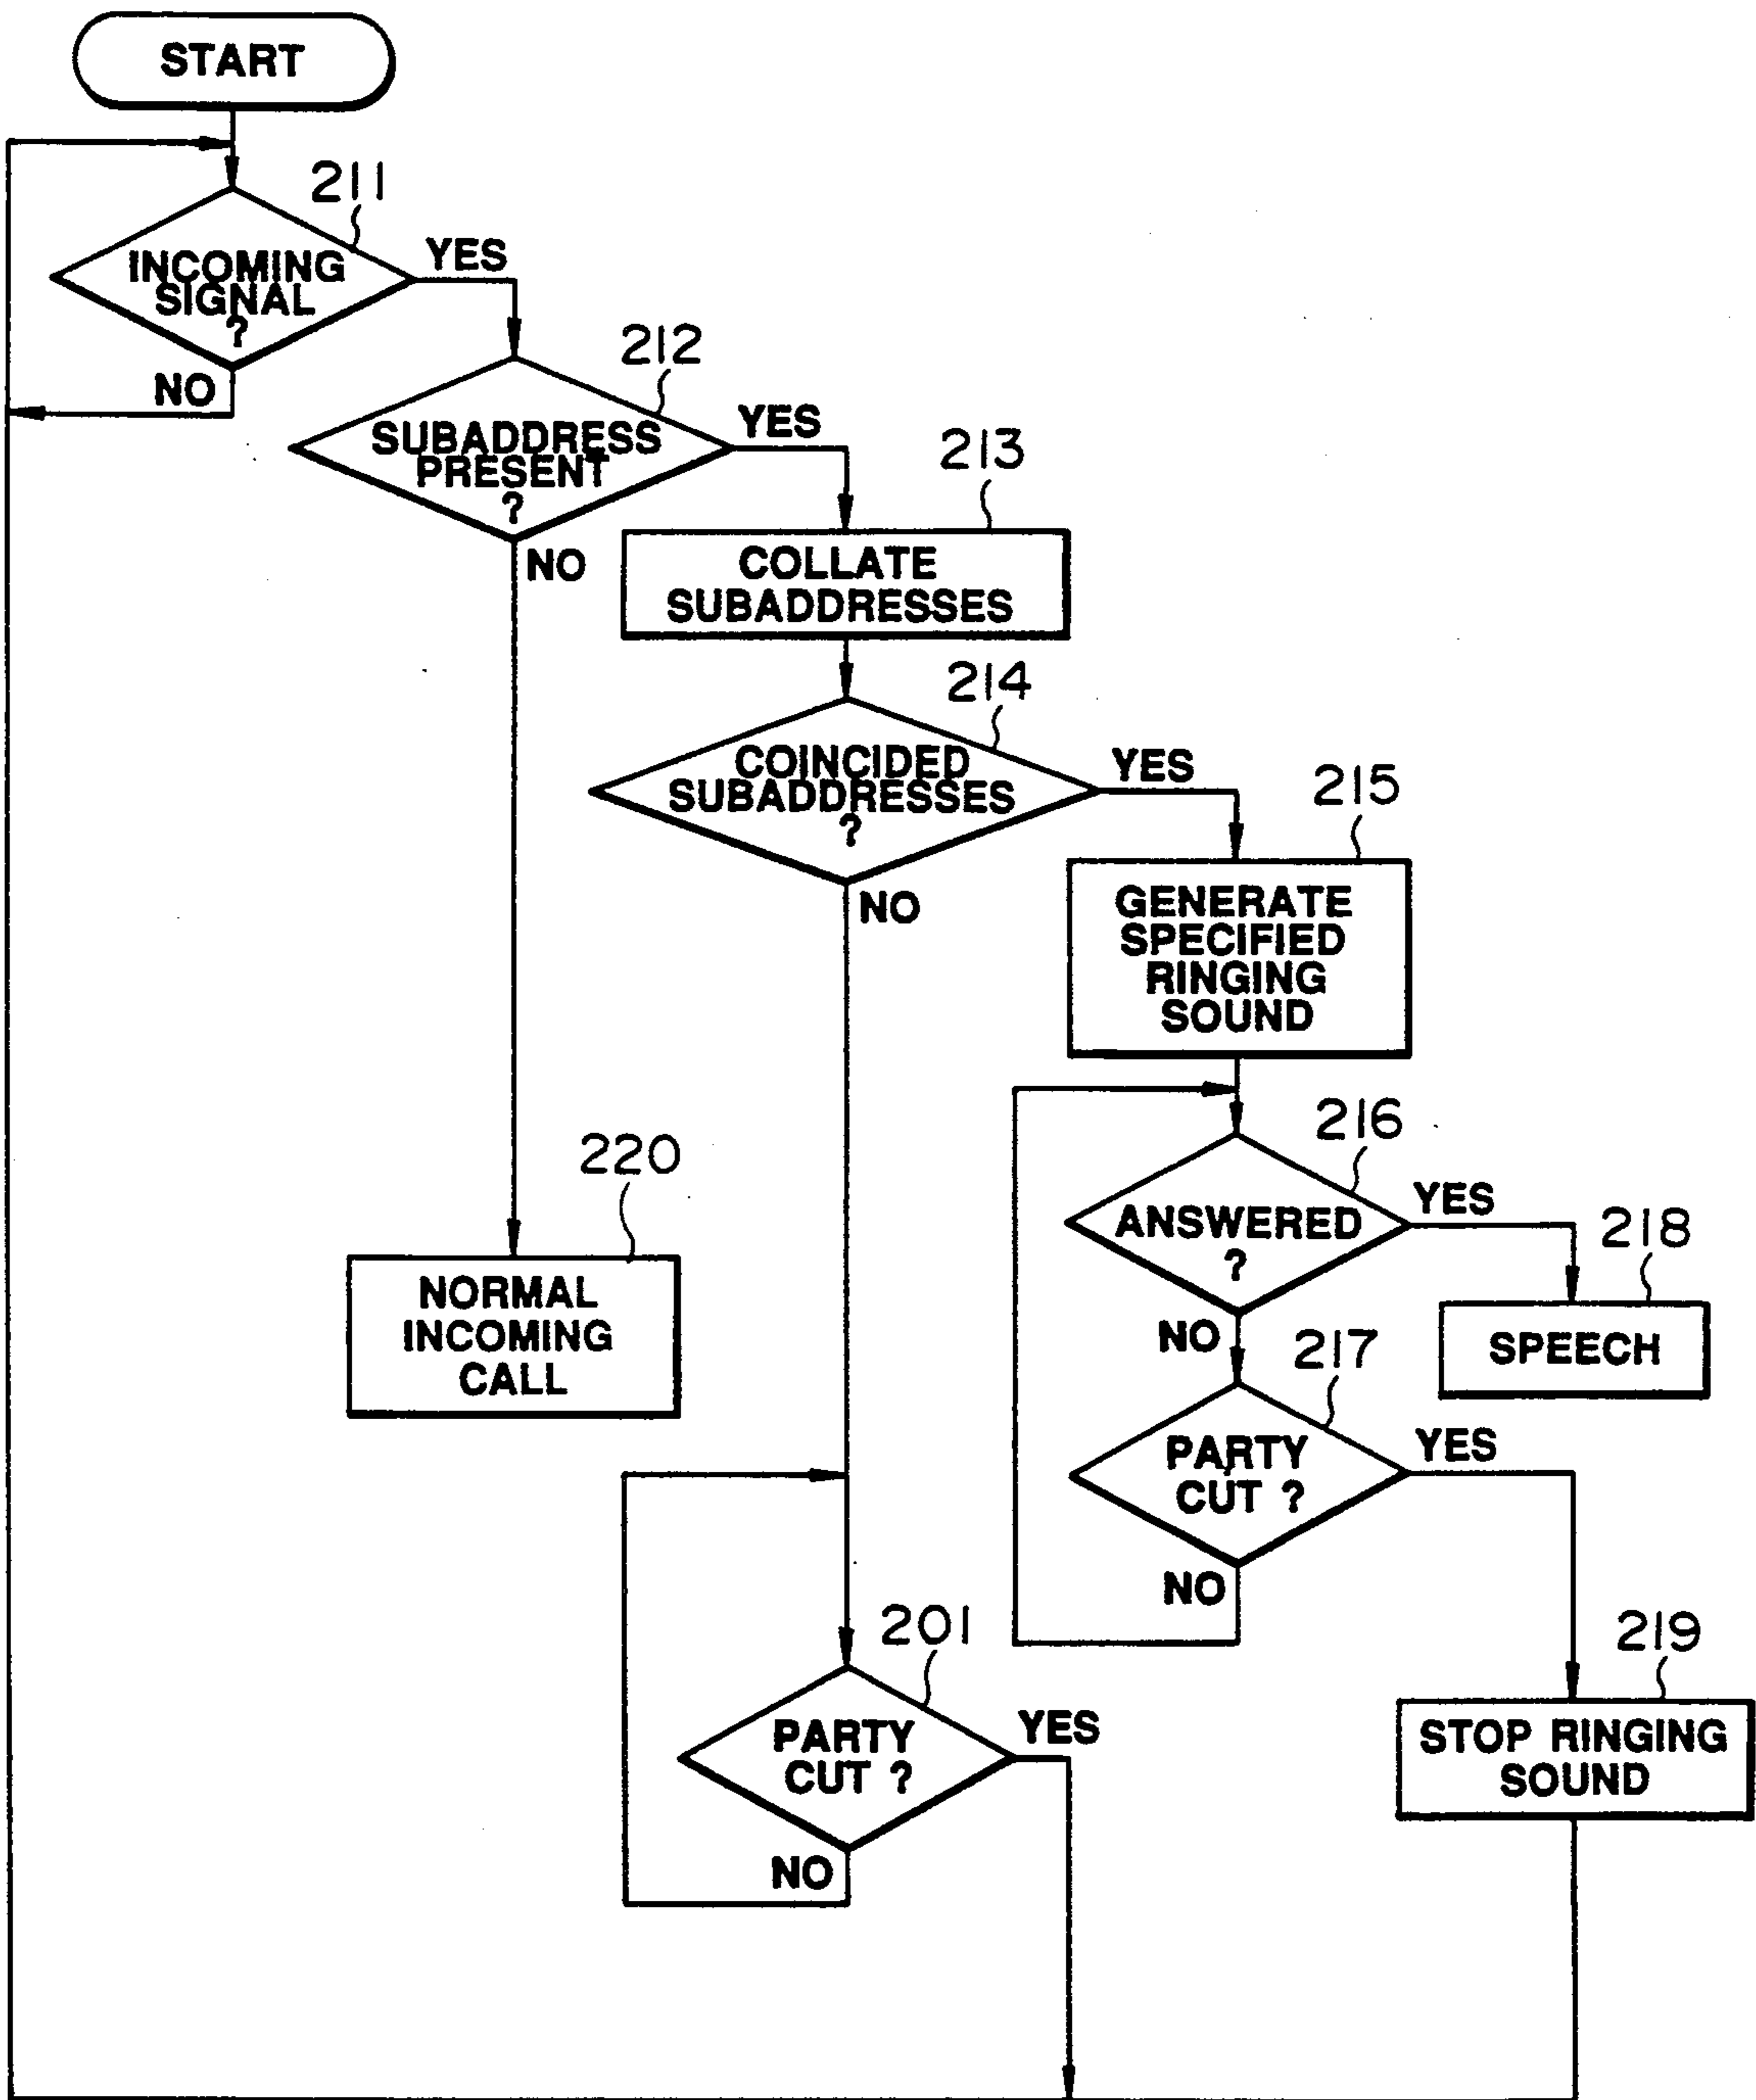 START
211
INCOMING
SIGNAL
?
YES
NO
212
SUBADDRESS
PRESENT
?
YES
NO
213
COLLATE
SUBADDRESSES
214
COINCIDED
SUBADDRESSES
?
YES
NO
215
GENERATE
SPECIFIED
RINGING
SOUND
216
ANSWERED
?
YES
NO
218
SPEECH
217
PARTY
CUT ?
YES
NO
220
NORMAL
INCOMING
CALL
201
PARTY
CUT ?
YES
NO
219
STOP RINGING
SOUND